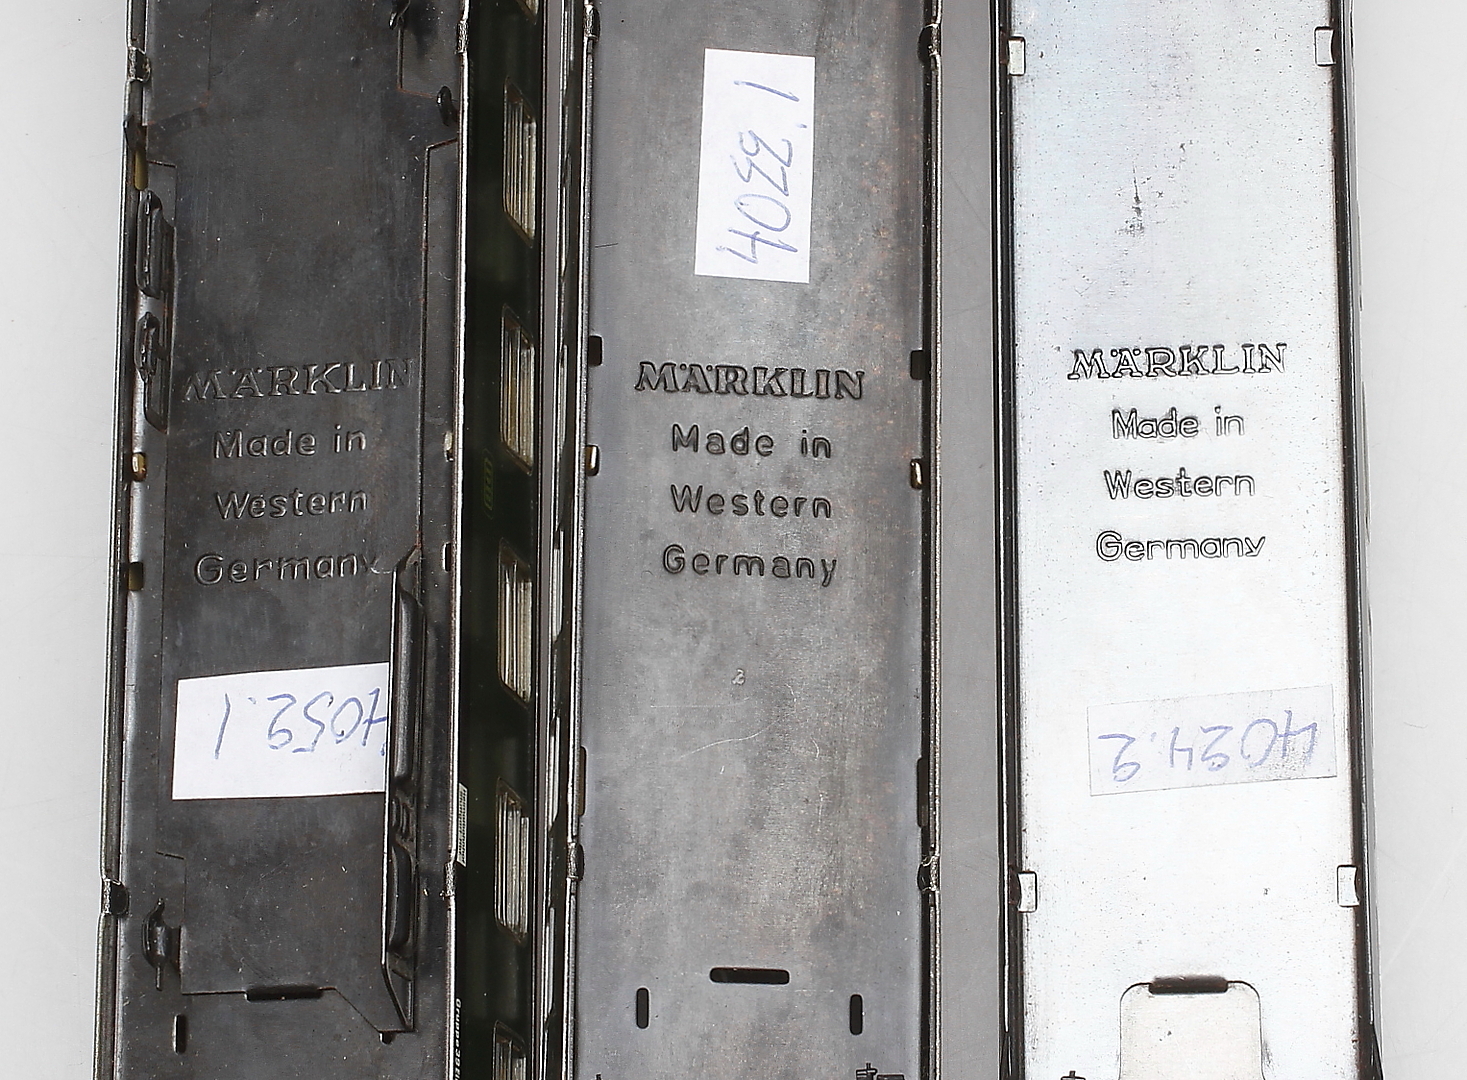 MÄRKLIN
Made in
Western
Germany
4052.1
4022.1
MÄRKLIN
Made in
Western
Germany
MÄRKLIN
Made in
Western
Germany
4024.2